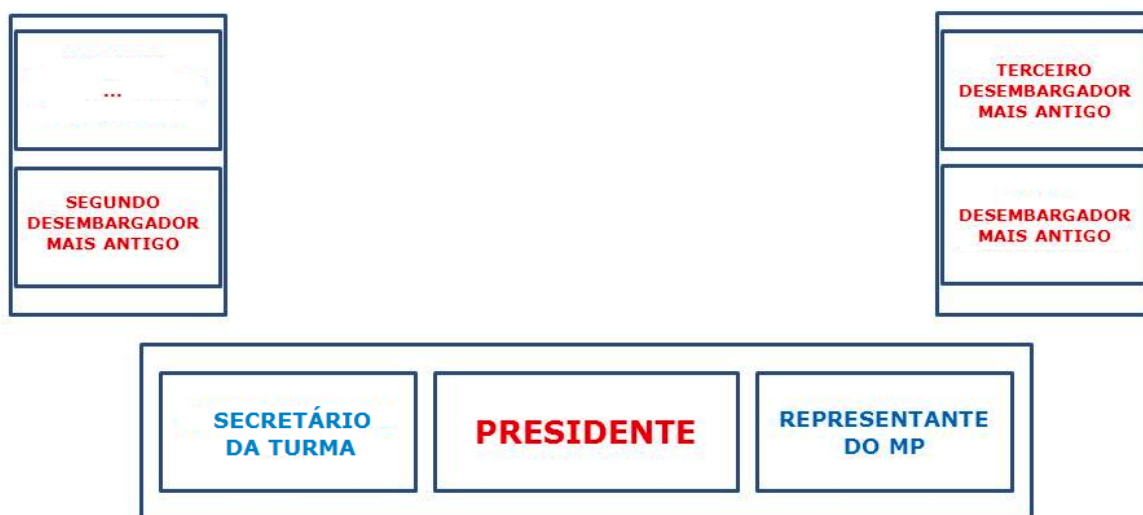 ...
SEGUNDO
DESEMBARGADOR
MAIS ANTIGO
TERCEIRO
DESEMBARGADOR
MAIS ANTIGO
DESEMBARGADOR
MAIS ANTIGO
SECRETÁRIO
DA TURMA
PRESIDENTE
REPRESENTANTE
DO MP